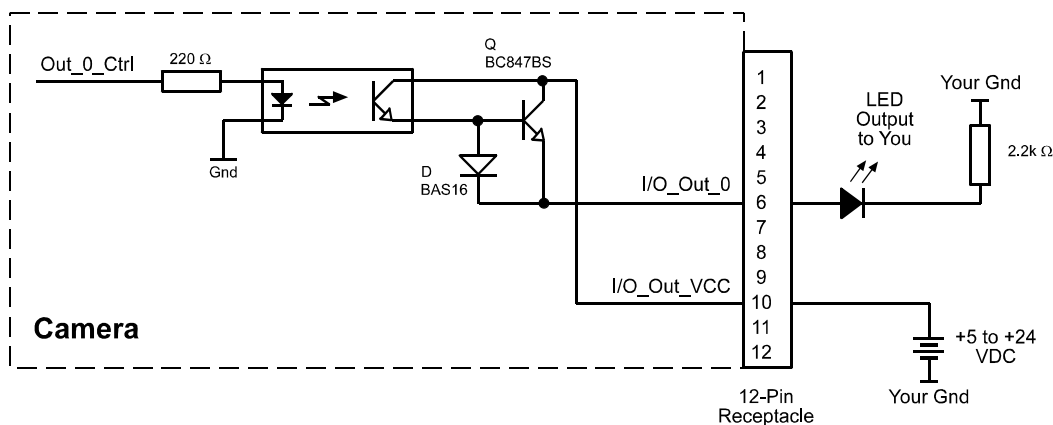 Out_0_Ctrl
220 Ω
Q
BC847BS
Gnd
D
BAS16
I/O_Out_0
I/O_Out_VCC
Camera
1
2
3
4
5
6
7
8
9
10
11
12
12-Pin
Receptacle
LED
Output
to You
Your Gnd
2.2k Ω
+5 to +24
VDC
Your Gnd